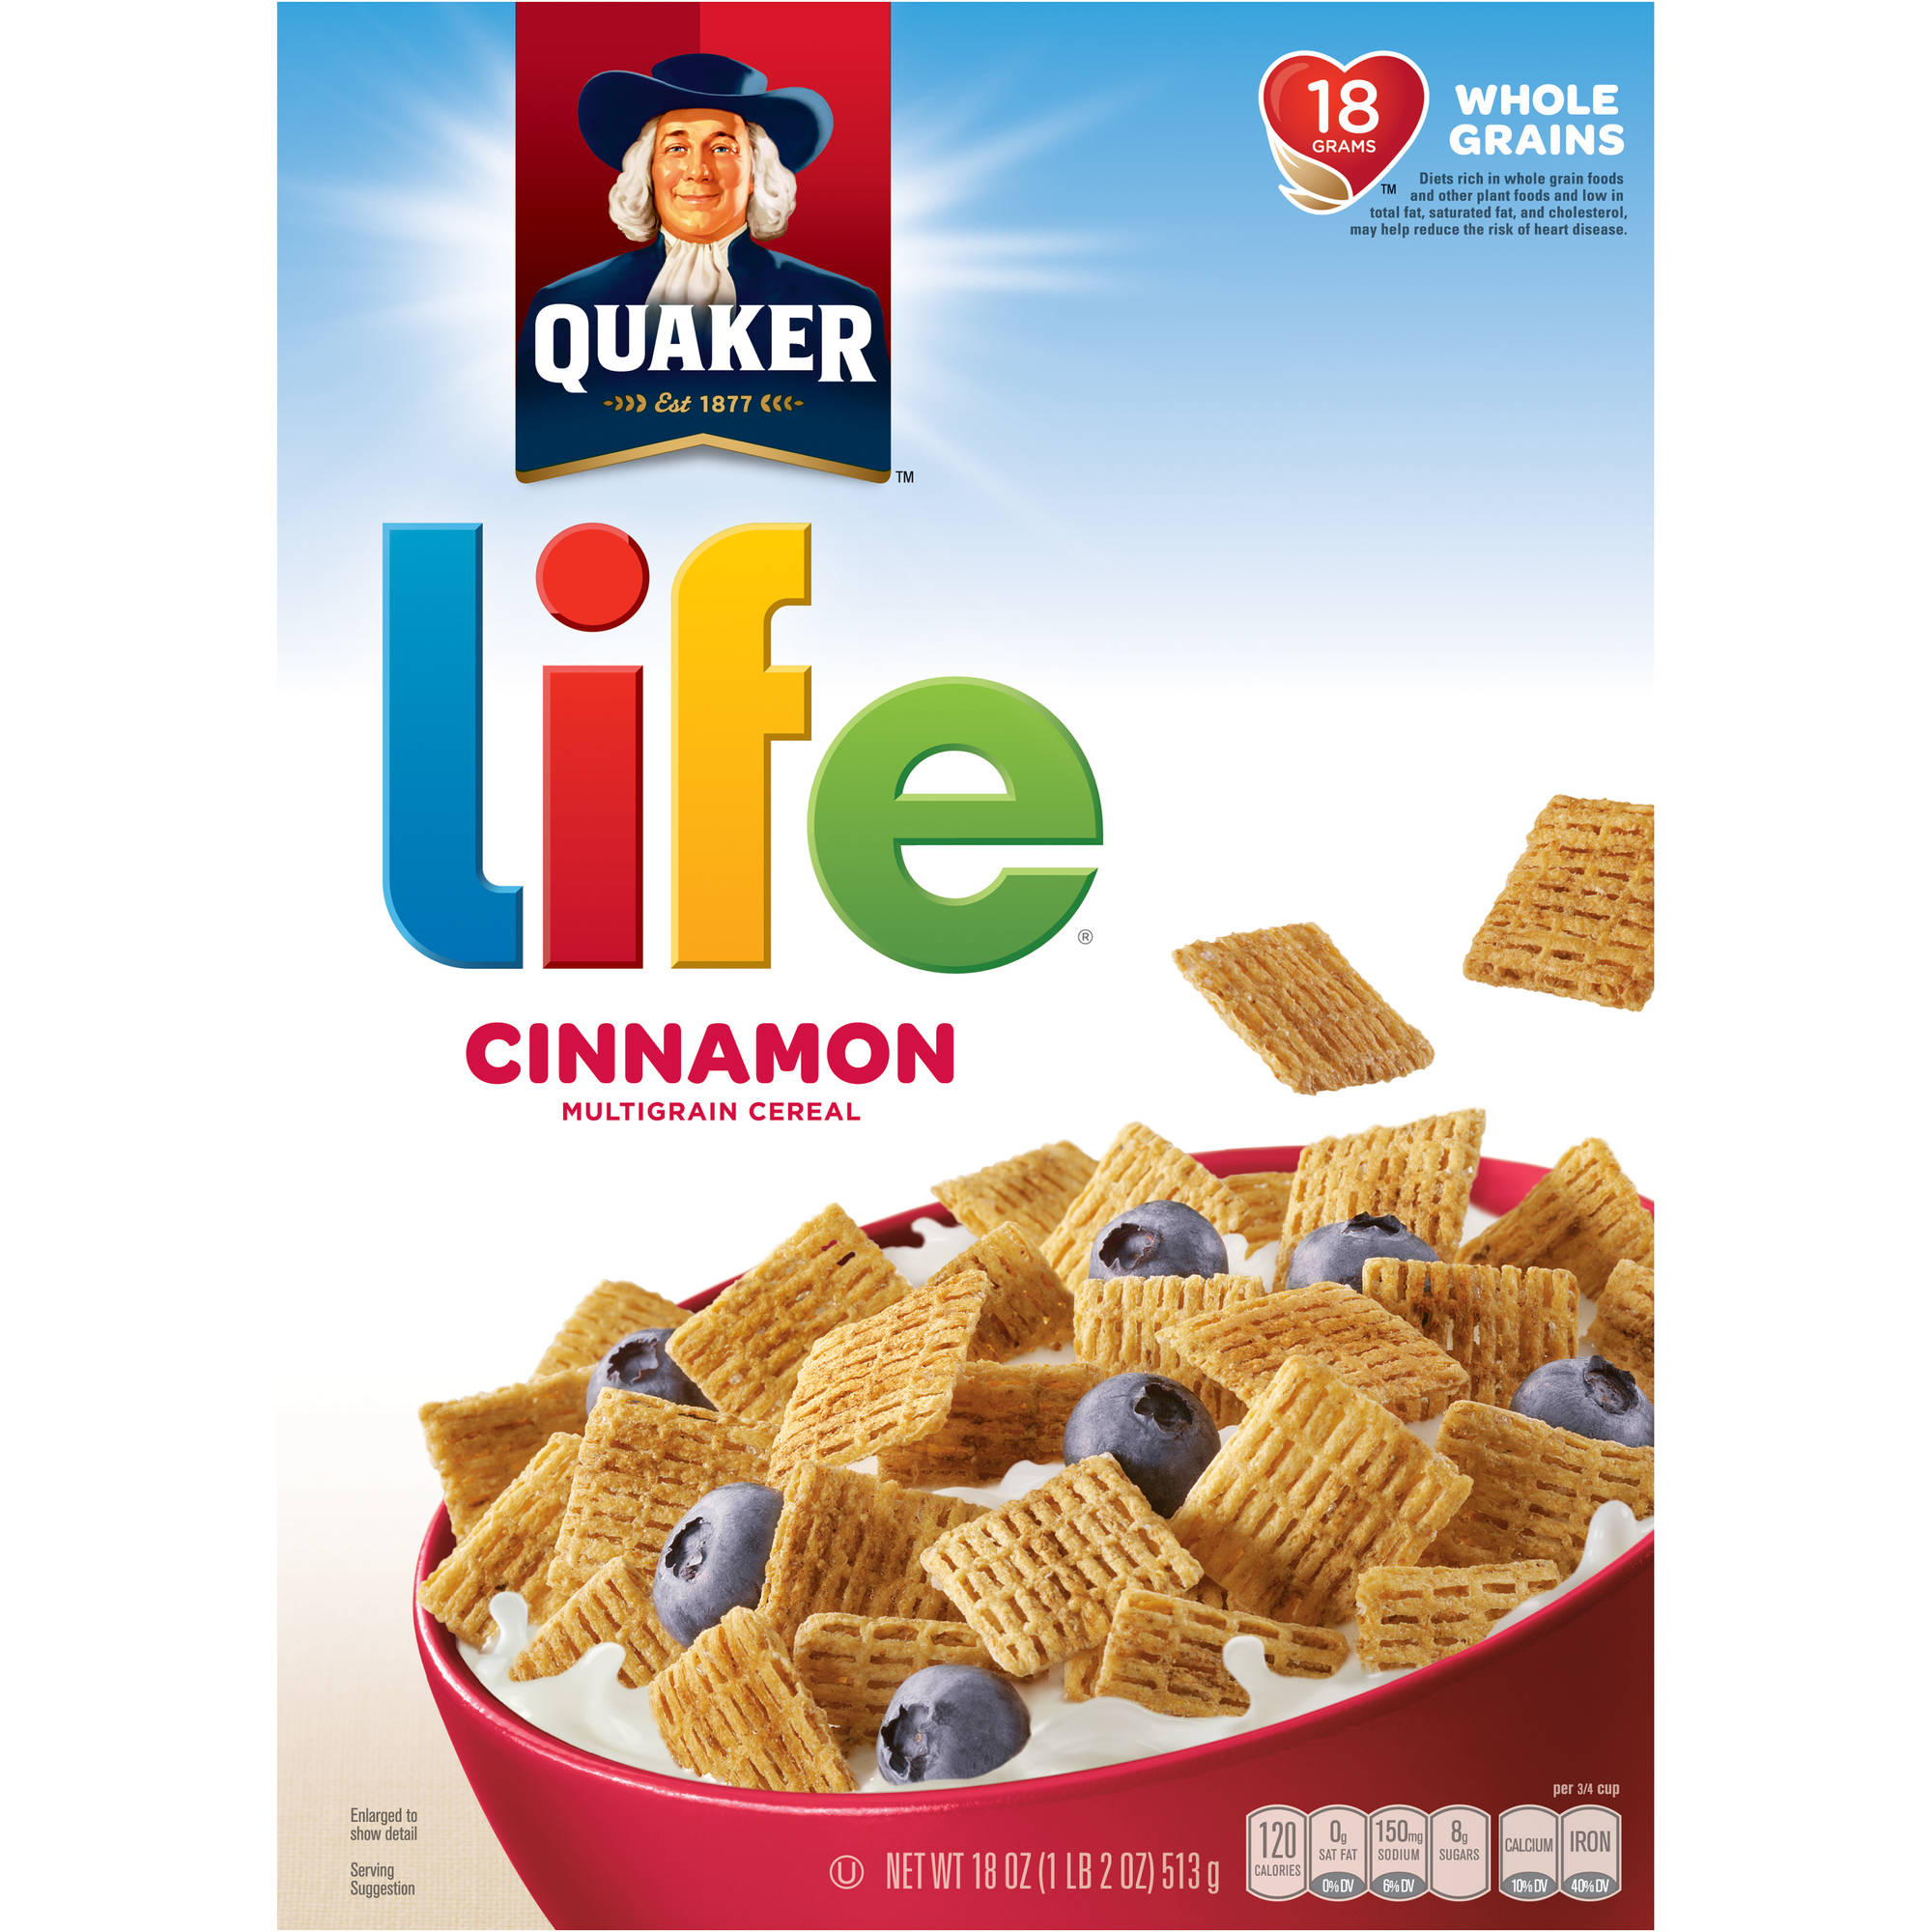 QUAKER
Est 1877
TM
18
GRAMS
TM
WHOLE
GRAINS
Diets rich in whole grain foods
and other plant foods and low in
total fat, saturated fat, and cholesterol,
may help reduce the risk of heart disease.
life
®
CINNAMON
MULTIGRAIN CEREAL
Enlarged to
show detail
Serving
Suggestion
U
NET WT 18 OZ (1 LB 2 OZ) 513 g
per 3/4 cup
120
CALORIES
0g
SAT FAT
0% DV
150mg
SODIUM
6% DV
8g
SUGARS
CALCIUM
10% DV
IRON
40% DV